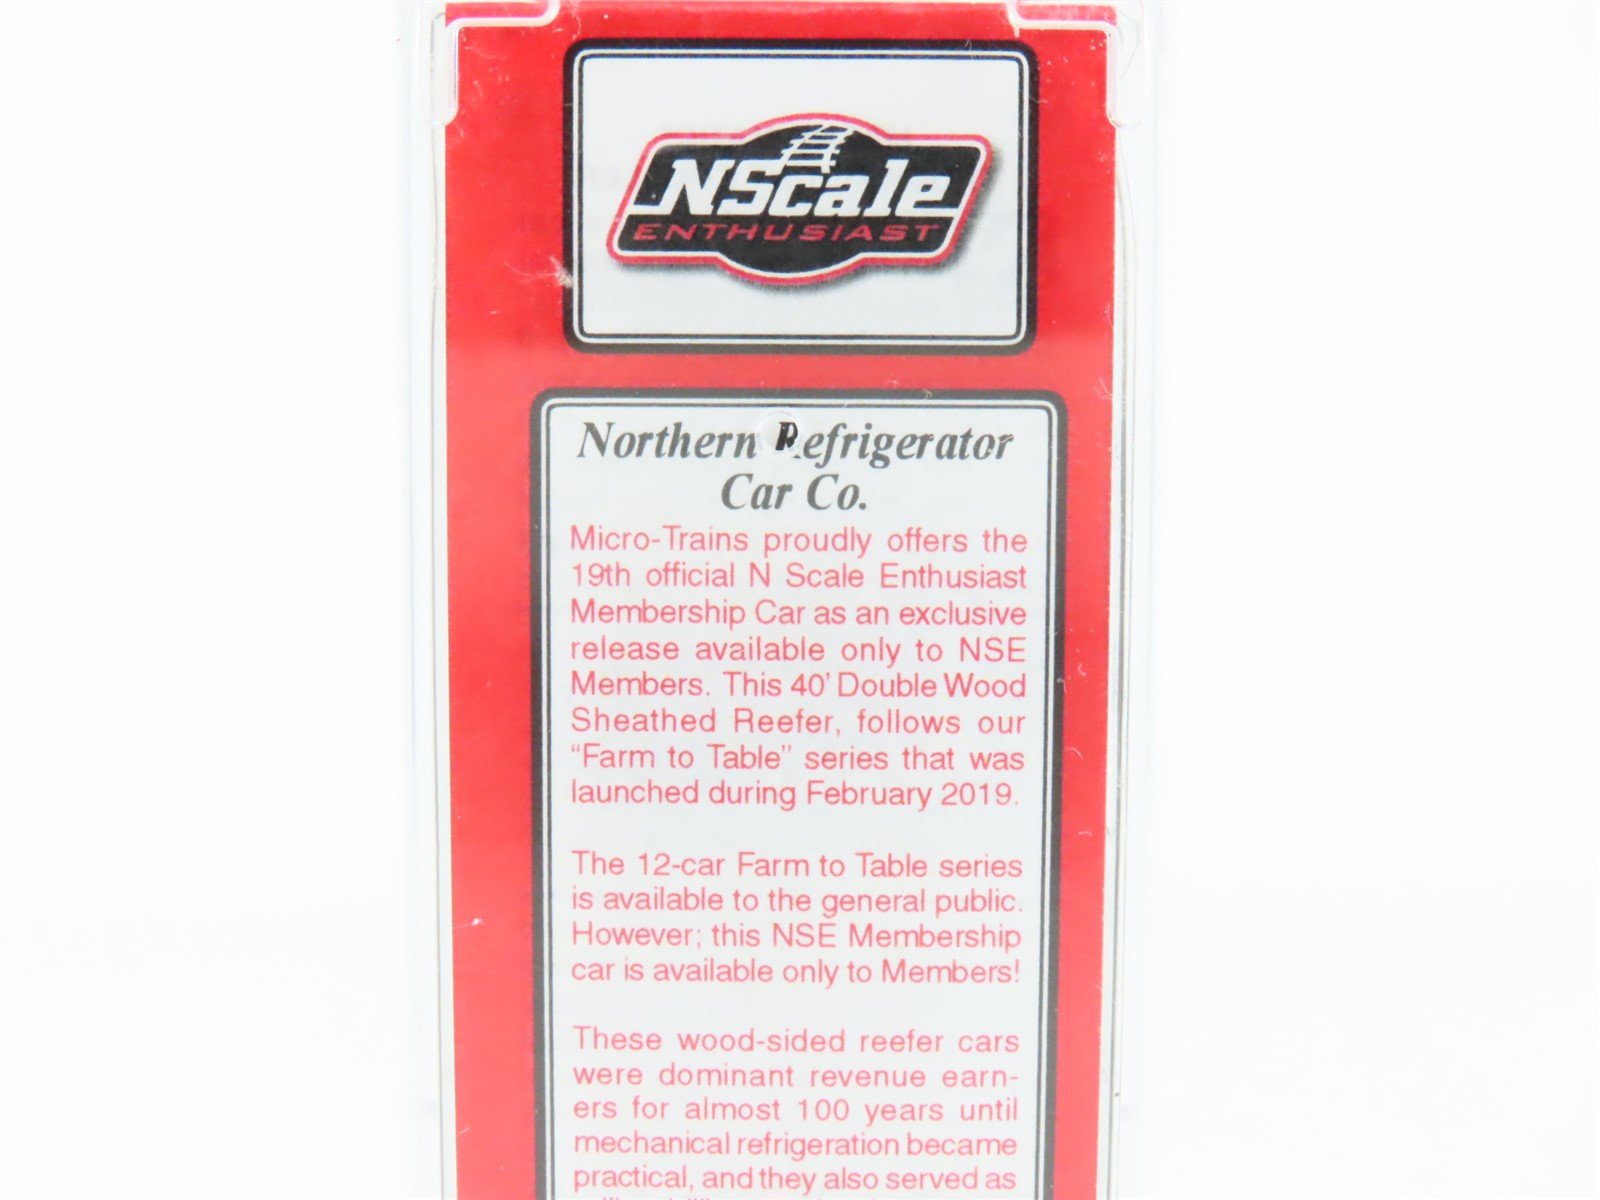 NScale
ENTHUSIAST
Northern Refrigerator
Car Co.
Micro-Trains proudly offers the
19th official N Scale Enthusiast
Membership Car as an exclusive
release available only to NSE
Members. This 40' Double Wood
Sheathed Reefer, follows our
“Farm to Table” series that was
launched during February 2019.
The 12-car Farm to Table series
is available to the general public.
However; this NSE Membership
car is available only to Members!
These wood-sided reefer cars
were dominant revenue earn-
ers for almost 100 years until
mechanical refrigeration became
practical, and they also served as